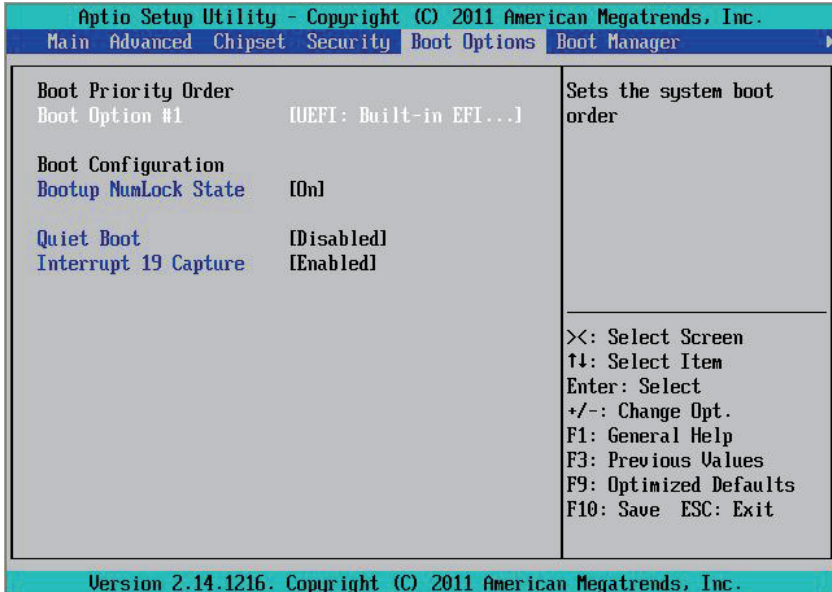 Aptio Setup Utility - Copyright (C) 2011 American Megatrends, Inc.
Main Advanced Chipset Security Boot Options Boot Manager
Boot Priority Order
Boot Option #1 [UEFI: Built-in EFI...]
Boot Configuration
Bootup NumLock State [On]
Quiet Boot [Disabled]
Interrupt 19 Capture [Enabled]
Sets the system boot
order
><: Select Screen
↑↓: Select Item
Enter: Select
+/-: Change Opt.
F1: General Help
F3: Previous Values
F9: Optimized Defaults
F10: Save ESC: Exit
Version 2.14.1216. Copyright (C) 2011 American Megatrends, Inc.